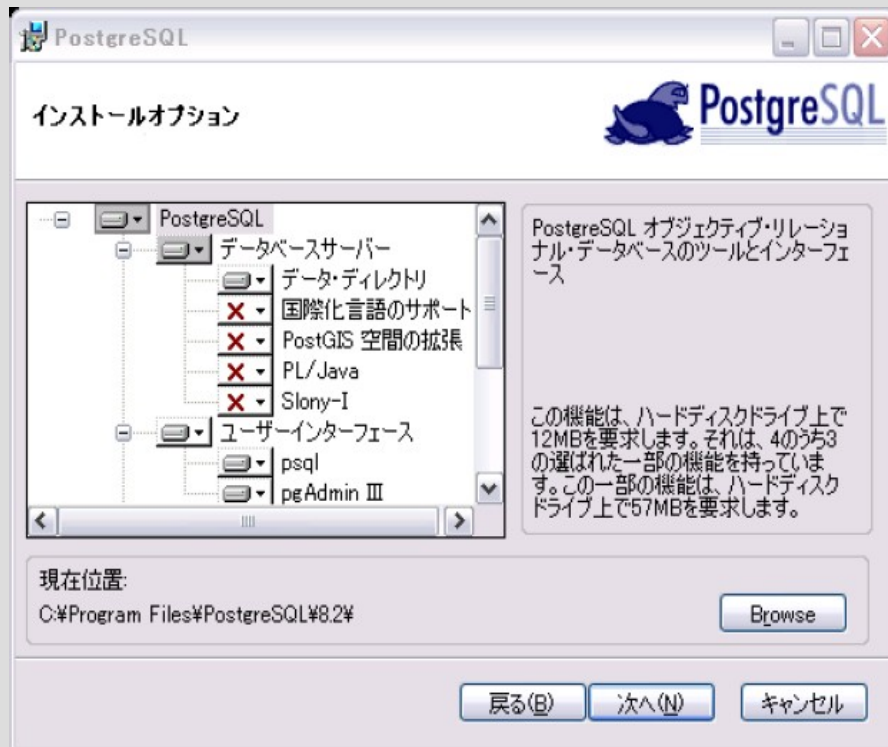 PostgreSQL
インストールオプション
PostgreSQL
PostgreSQL
データベースサーバー
データ・ディレクトリ
国際化言語のサポート
PostGIS 空間の拡張
PL/Java
Slony-I
ユーザーインターフェース
psql
pgAdmin III
PostgreSQL オブジェクティブ・リレーショ
ナル・データベースのツールとインターフェ
ース
この機能は、ハードディスクドライブ上で
12MBを要求します。それは、4のうち3
の選ばれた一部の機能を持っていま
す。この一部の機能は、ハードディスク
ドライブ上で57MBを要求します。
現在位置:
C:¥Program Files¥PostgreSQL¥8.2¥
Browse
戻る(B)
次へ(N)
キャンセル